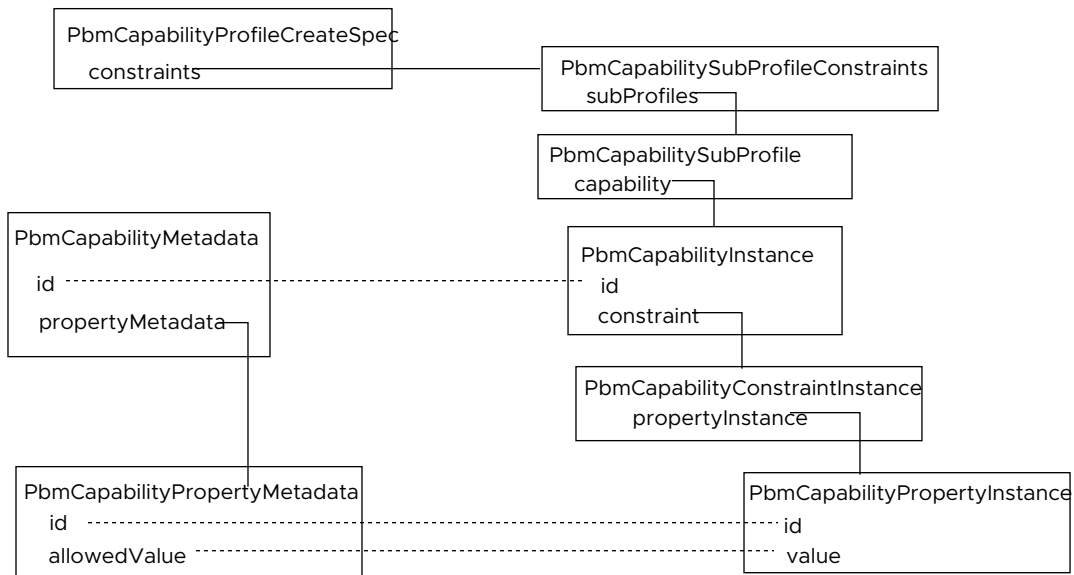 PbmCapabilityProfileCreateSpec
constraints
PbmCapabilitySubProfileConstraints
subProfiles
PbmCapabilitySubProfile
capability
PbmCapabilityMetadata
id
propertyMetadata
PbmCapabilityInstance
id
constraint
PbmCapabilityConstraintInstance
propertyInstance
PbmCapabilityPropertyMetadata
id
allowedValue
PbmCapabilityPropertyInstance
id
value